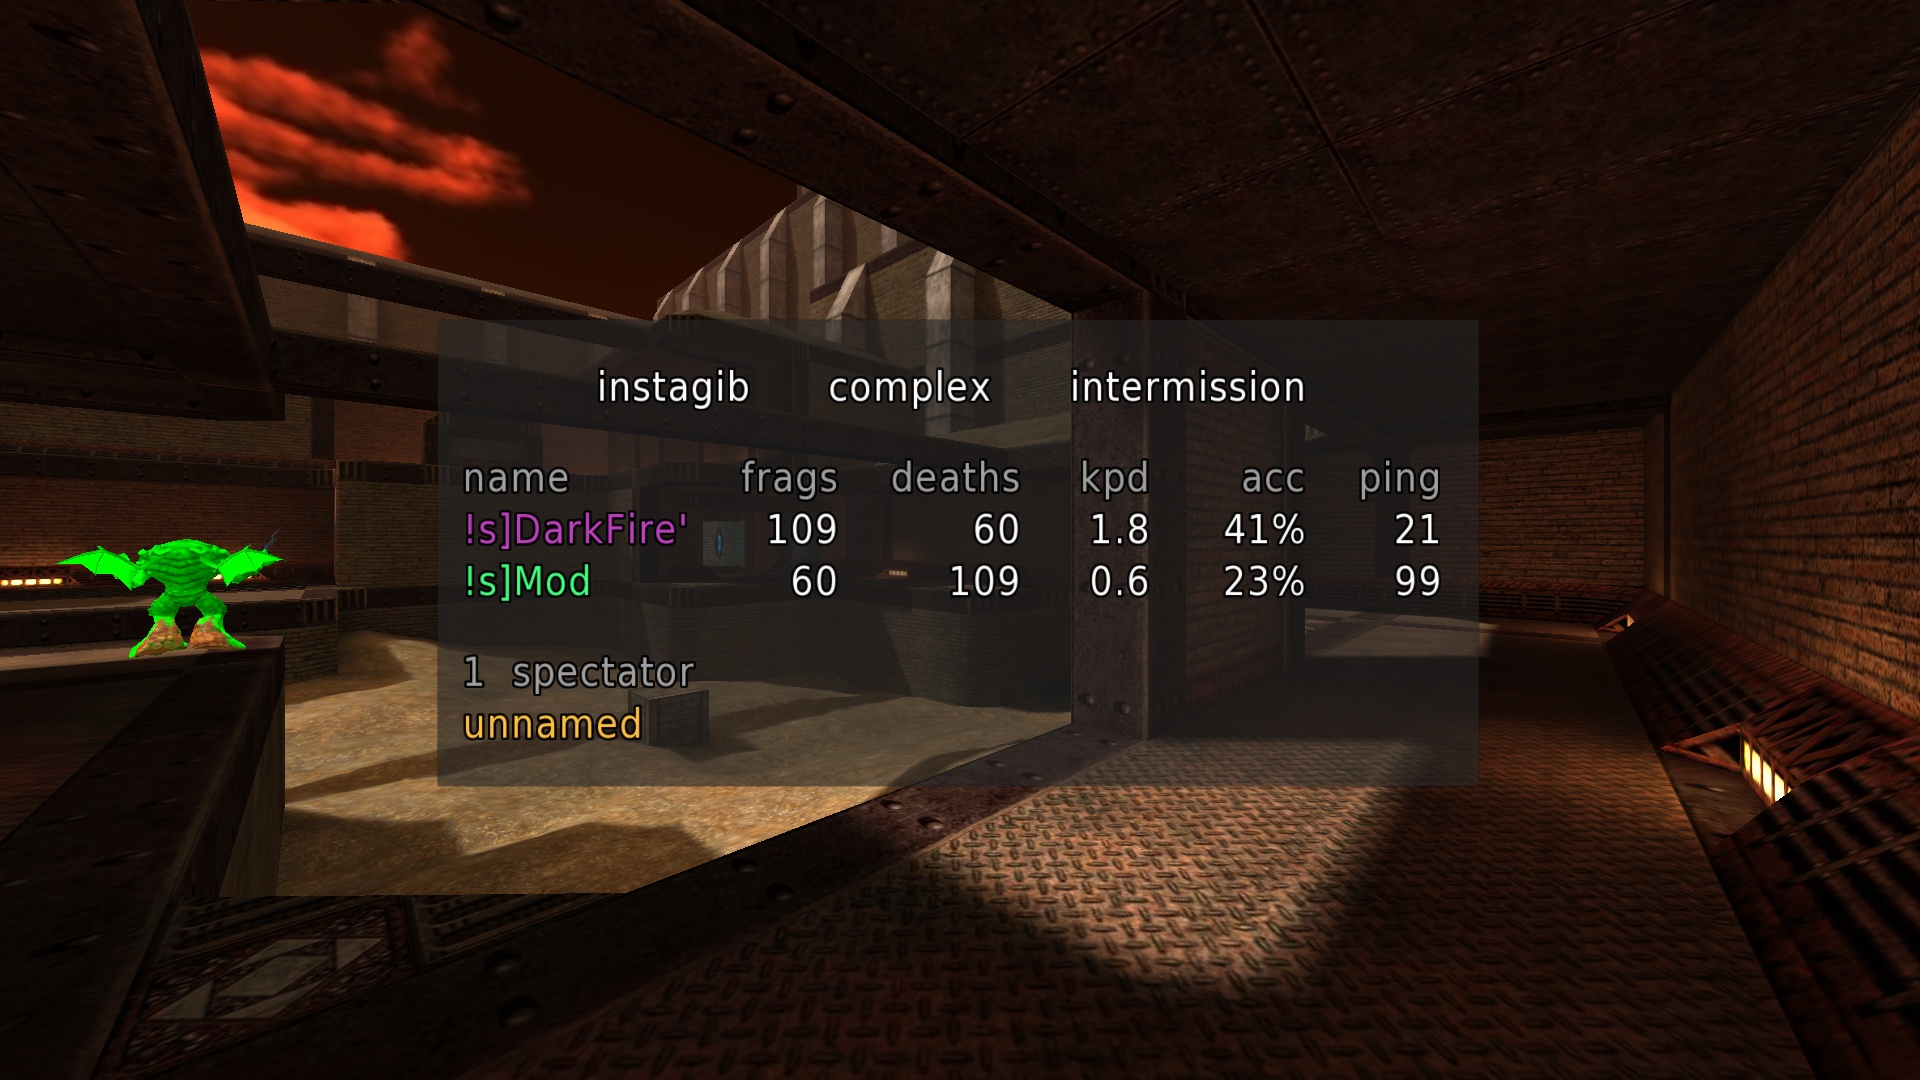 instagib complex intermission
name frags deaths kpd acc ping
!s]DarkFire' 109 60 1.8 41% 21
!s]Mod 60 109 0.6 23% 99
1 spectator
unnamed